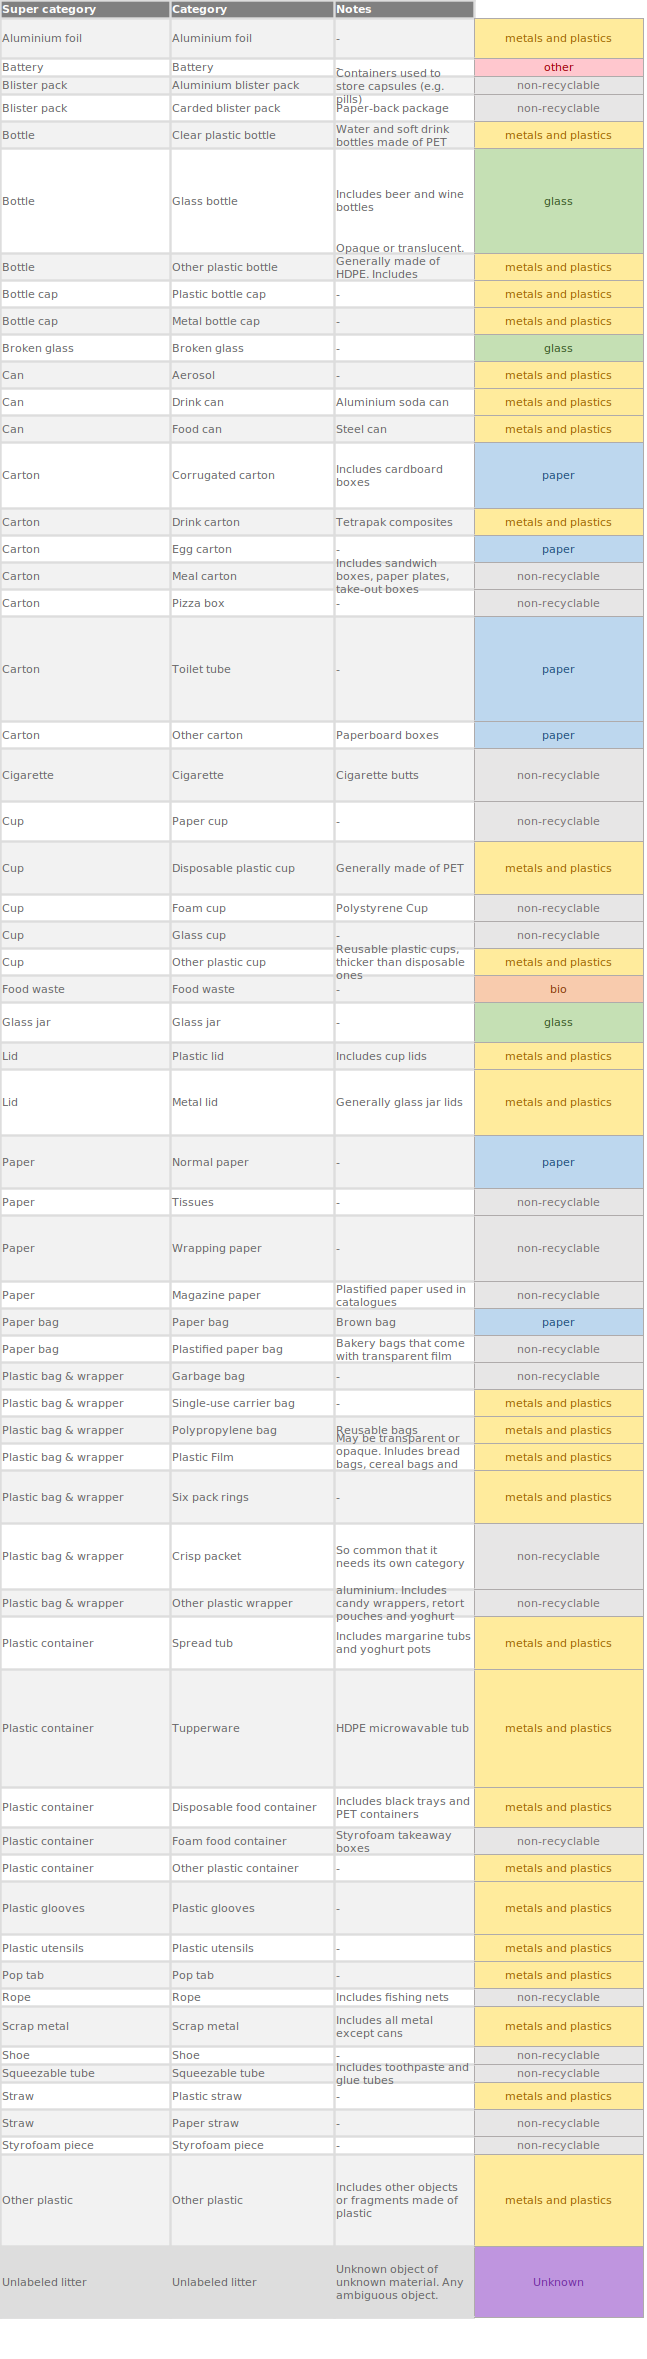 Super category Category Notes
Aluminium foil Aluminium foil - metals and plastics
Battery Battery - other
Blister pack Aluminium blister pack Containers used to
store capsules (e.g.
pills) non-recyclable
Blister pack Carded blister pack Paper-back package non-recyclable
Bottle Clear plastic bottle Water and soft drink
bottles made of PET metals and plastics
Bottle Glass bottle Includes beer and wine
bottles glass
Bottle Other plastic bottle Opaque or translucent.
Generally made of
HDPE. Includes metals and plastics
Bottle cap Plastic bottle cap - metals and plastics
Bottle cap Metal bottle cap - metals and plastics
Broken glass Broken glass - glass
Can Aerosol - metals and plastics
Can Drink can Aluminium soda can metals and plastics
Can Food can Steel can metals and plastics
Carton Corrugated carton Includes cardboard
boxes paper
Carton Drink carton Tetrapak composites metals and plastics
Carton Egg carton - paper
Carton Meal carton Includes sandwich
boxes, paper plates,
take-out boxes non-recyclable
Carton Pizza box - non-recyclable
Carton Toilet tube - paper
Carton Other carton Paperboard boxes paper
Cigarette Cigarette Cigarette butts non-recyclable
Cup Paper cup - non-recyclable
Cup Disposable plastic cup Generally made of PET metals and plastics
Cup Foam cup Polystyrene Cup non-recyclable
Cup Glass cup - non-recyclable
Cup Other plastic cup Reusable plastic cups,
thicker than disposable
ones metals and plastics
Food waste Food waste - bio
Glass jar Glass jar - glass
Lid Plastic lid Includes cup lids metals and plastics
Lid Metal lid Generally glass jar lids metals and plastics
Paper Normal paper - paper
Paper Tissues - non-recyclable
Paper Wrapping paper - non-recyclable
Paper Magazine paper Plastified paper used in
catalogues non-recyclable
Paper bag Paper bag Brown bag paper
Paper bag Plastified paper bag Bakery bags that come
with transparent film non-recyclable
Plastic bag & wrapper Garbage bag - non-recyclable
Plastic bag & wrapper Single-use carrier bag - metals and plastics
Plastic bag & wrapper Polypropylene bag Reusable bags metals and plastics
Plastic bag & wrapper Plastic Film May be transparent or
opaque. Inludes bread
bags, cereal bags and metals and plastics
Plastic bag & wrapper Six pack rings - metals and plastics
Plastic bag & wrapper Crisp packet So common that it
needs its own category non-recyclable
Plastic bag & wrapper Other plastic wrapper aluminium. Includes
candy wrappers, retort
pouches and yoghurt non-recyclable
Plastic container Spread tub Includes margarine tubs
and yoghurt pots metals and plastics
Plastic container Tupperware HDPE microwavable tub metals and plastics
Plastic container Disposable food container Includes black trays and
PET containers metals and plastics
Plastic container Foam food container Styrofoam takeaway
boxes non-recyclable
Plastic container Other plastic container - metals and plastics
Plastic glooves Plastic glooves - metals and plastics
Plastic utensils Plastic utensils - metals and plastics
Pop tab Pop tab - metals and plastics
Rope Rope Includes fishing nets non-recyclable
Scrap metal Scrap metal Includes all metal
except cans metals and plastics
Shoe Shoe - non-recyclable
Squeezable tube Squeezable tube Includes toothpaste and
glue tubes non-recyclable
Straw Plastic straw - metals and plastics
Straw Paper straw - non-recyclable
Styrofoam piece Styrofoam piece - non-recyclable
Other plastic Other plastic Includes other objects
or fragments made of
plastic metals and plastics
Unlabeled litter Unlabeled litter Unknown object of
unknown material. Any
ambiguous object. Unknown